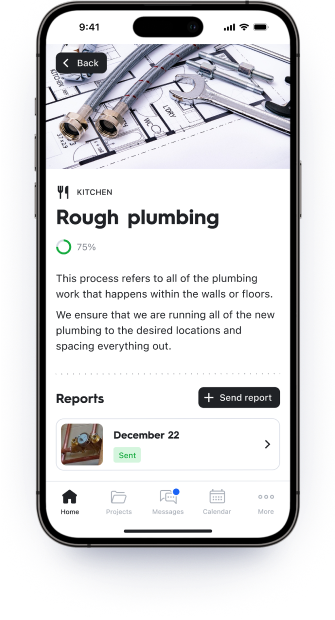 9:41
Back
KITCHEN
Rough plumbing
75%
This process refers to all of the plumbing
work that happens within the walls or floors.
We ensure that we are running all of the new
plumbing to the desired locations and
spacing everything out.
Reports
+ Send report
December 22
Sent
Home
Projects
Messages
Calendar
More